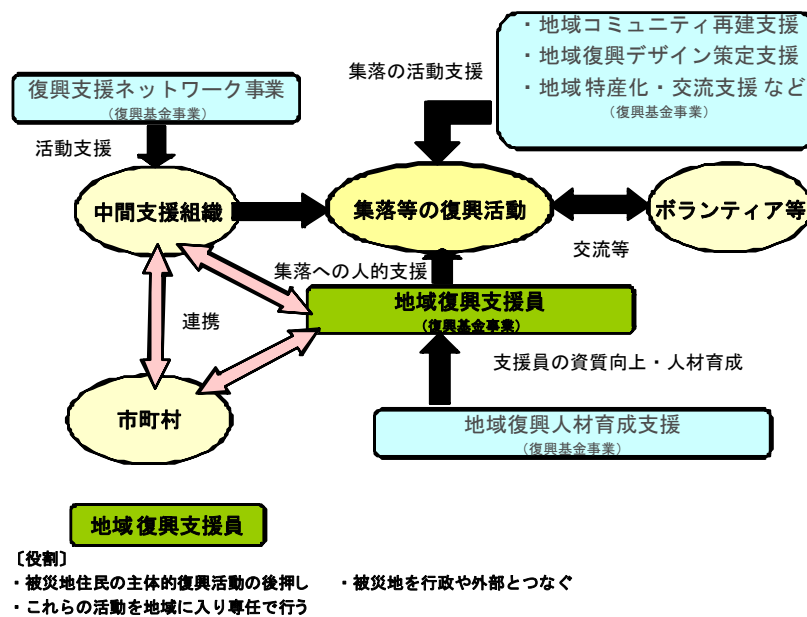 ・地域コミュニティ再建支援
・地域復興デザイン策定支援
・地域特産化・交流支援など
(復興基金事業)
集落の活動支援
復興支援ネットワーク事業
(復興基金事業)
活動支援
中間支援組織
集落等の復興活動
ボランティア等
交流等
集落への人的支援
地域復興支援員
(復興基金事業)
連携
支援員の資質向上・人材育成
市町村
地域復興人材育成支援
(復興基金事業)
地域復興支援員
〔役割〕
・被災地住民の主体的復興活動の後押し ・被災地を行政や外部とつなぐ
・これらの活動を地域に入り専任で行う